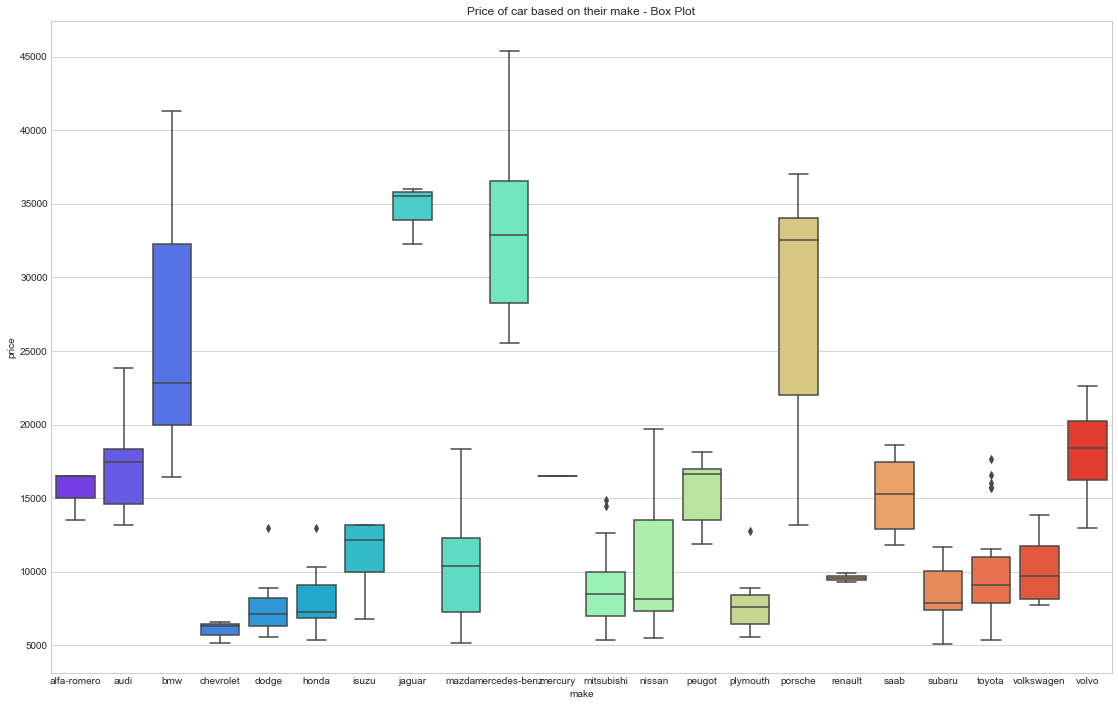 Price of car based on their make - Box Plot
45000
40000
35000
30000
25000
20000
15000
10000
5000
price
alfa-romero audi bmw chevrolet dodge honda isuzu jaguar mazda mercedes-benz mercury mitsubishi nissan peugot plymouth porsche renault saab subaru toyota volkswagen volvo
make